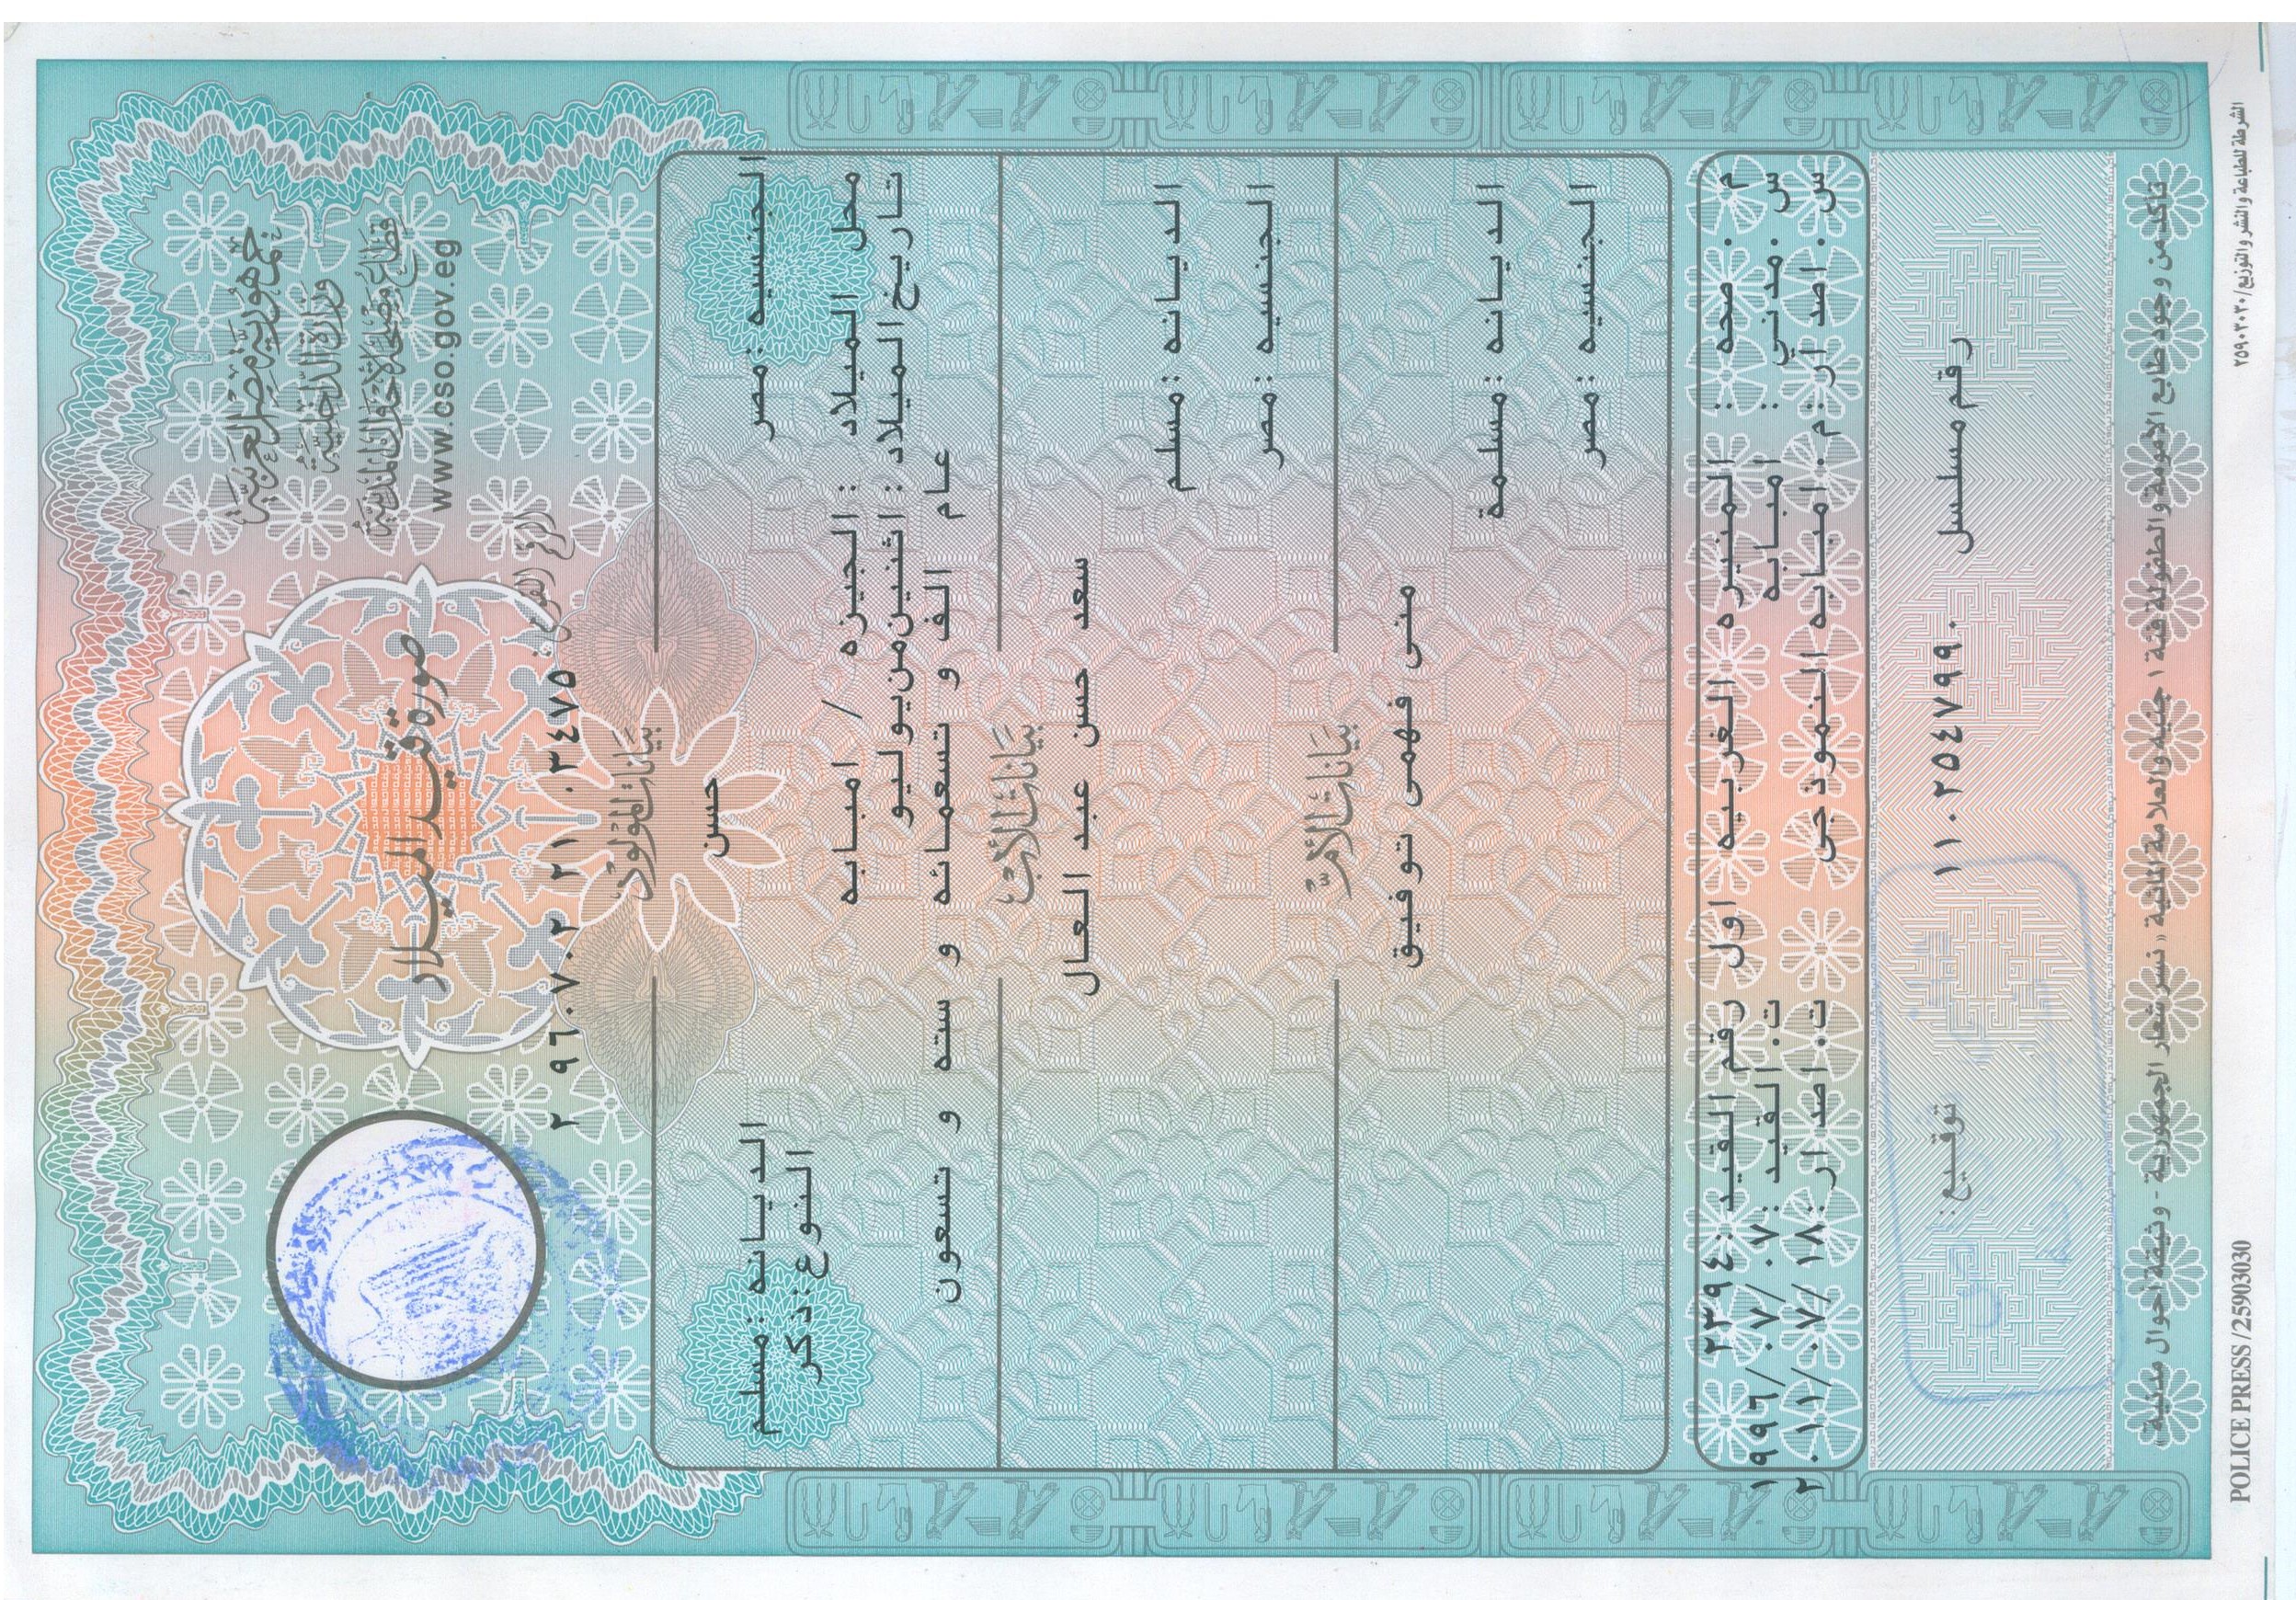 جمهورية مصر العربية
وزارة الداخلية
قطاع مصلحة الأحوال المدنية
www.cso.gov.eg
صورة قيد الميلاد
الرقم القومى: ٢ ٩٦٠٧٠٢ ٢١ ٠٣٤٧٥
بيانات المولود
حسن
الجنسيه :مصر الديانه :مسلم
النوع:ذكر
محل الميلاد : الجيزه / امبابه
تاريخ الميلاد : اثنين من يوليو
عام الف و تسعمائه و سته و تسعون
بيانات الأب
سعد حسن عبد العال
الديانه :مسلم
الجنسيه :مصر
بيانات الأم
منى فهمى توفيق
الديانه :مسلمة
الجنسيه :مصر
م . صحه : المنيره الغربيه اول رقم القيد :٢٣٩٤
س .مدني : امبابه ت. القيد :٠٧ /٠٧ /١٩٩٦
س . اصدار :م . امبابه النموذجى ت. اصدار :١٨ /٠٧ /٢٠١١
رقم مسلسل ١١٠٢٥٤٧٩٩٠ توقيع:
تأكد من وجود طابع الأمومة والطفولة فئة ١ جنيه والعلامة المائية « نسر شعار الجمهورية - وثيقة أحوال مدنية »
POLICE PRESS /25903030 الشرطة للطباعة والنشر والتوزيع/٢٥٩٠٣٠٣٠